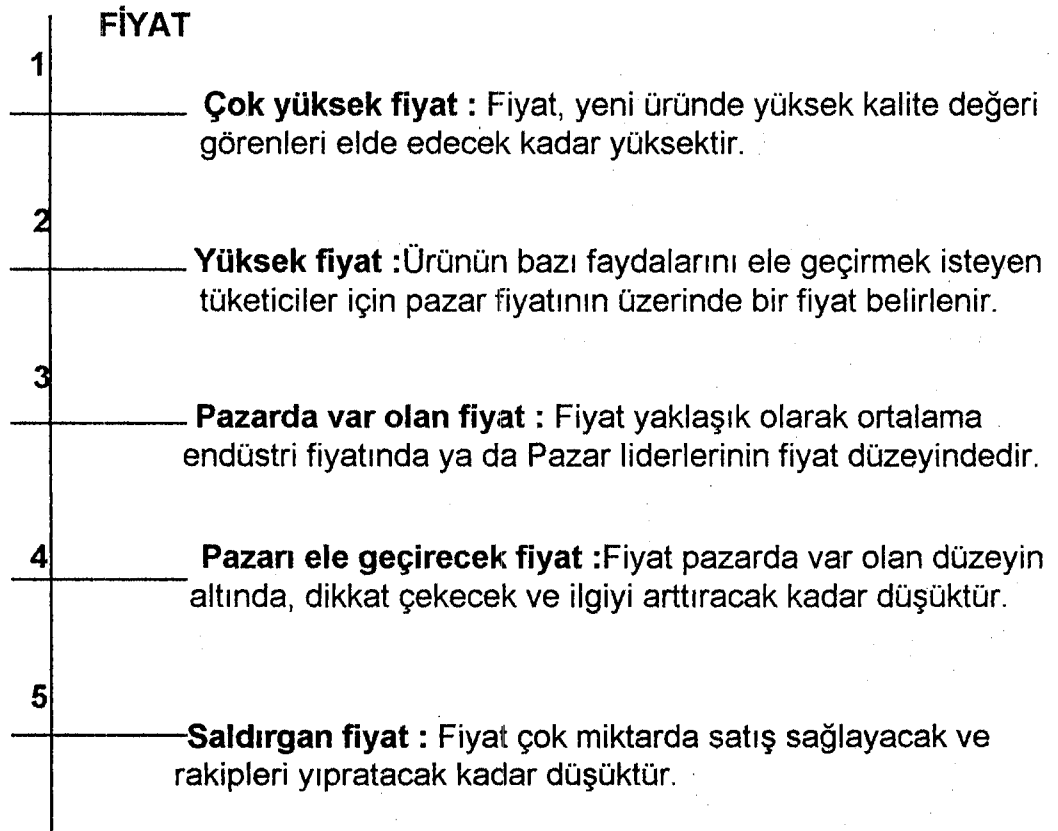 FİYAT
1
Çok yüksek fiyat : Fiyat, yeni üründe yüksek kalite değeri
görenleri elde edecek kadar yüksektir.
2
Yüksek fiyat :Ürünün bazı faydalarını ele geçirmek isteyen
tüketiciler için pazar fiyatının üzerinde bir fiyat belirlenir.
3
Pazarda var olan fiyat : Fiyat yaklaşık olarak ortalama
endüstri fiyatında ya da Pazar liderlerinin fiyat düzeyindedir.
4
Pazarı ele geçirecek fiyat :Fiyat pazarda var olan düzeyin
altında, dikkat çekecek ve ilgiyi arttıracak kadar düşüktür.
5
Saldırgan fiyat : Fiyat çok miktarda satış sağlayacak ve
rakipleri yıpratacak kadar düşüktür.